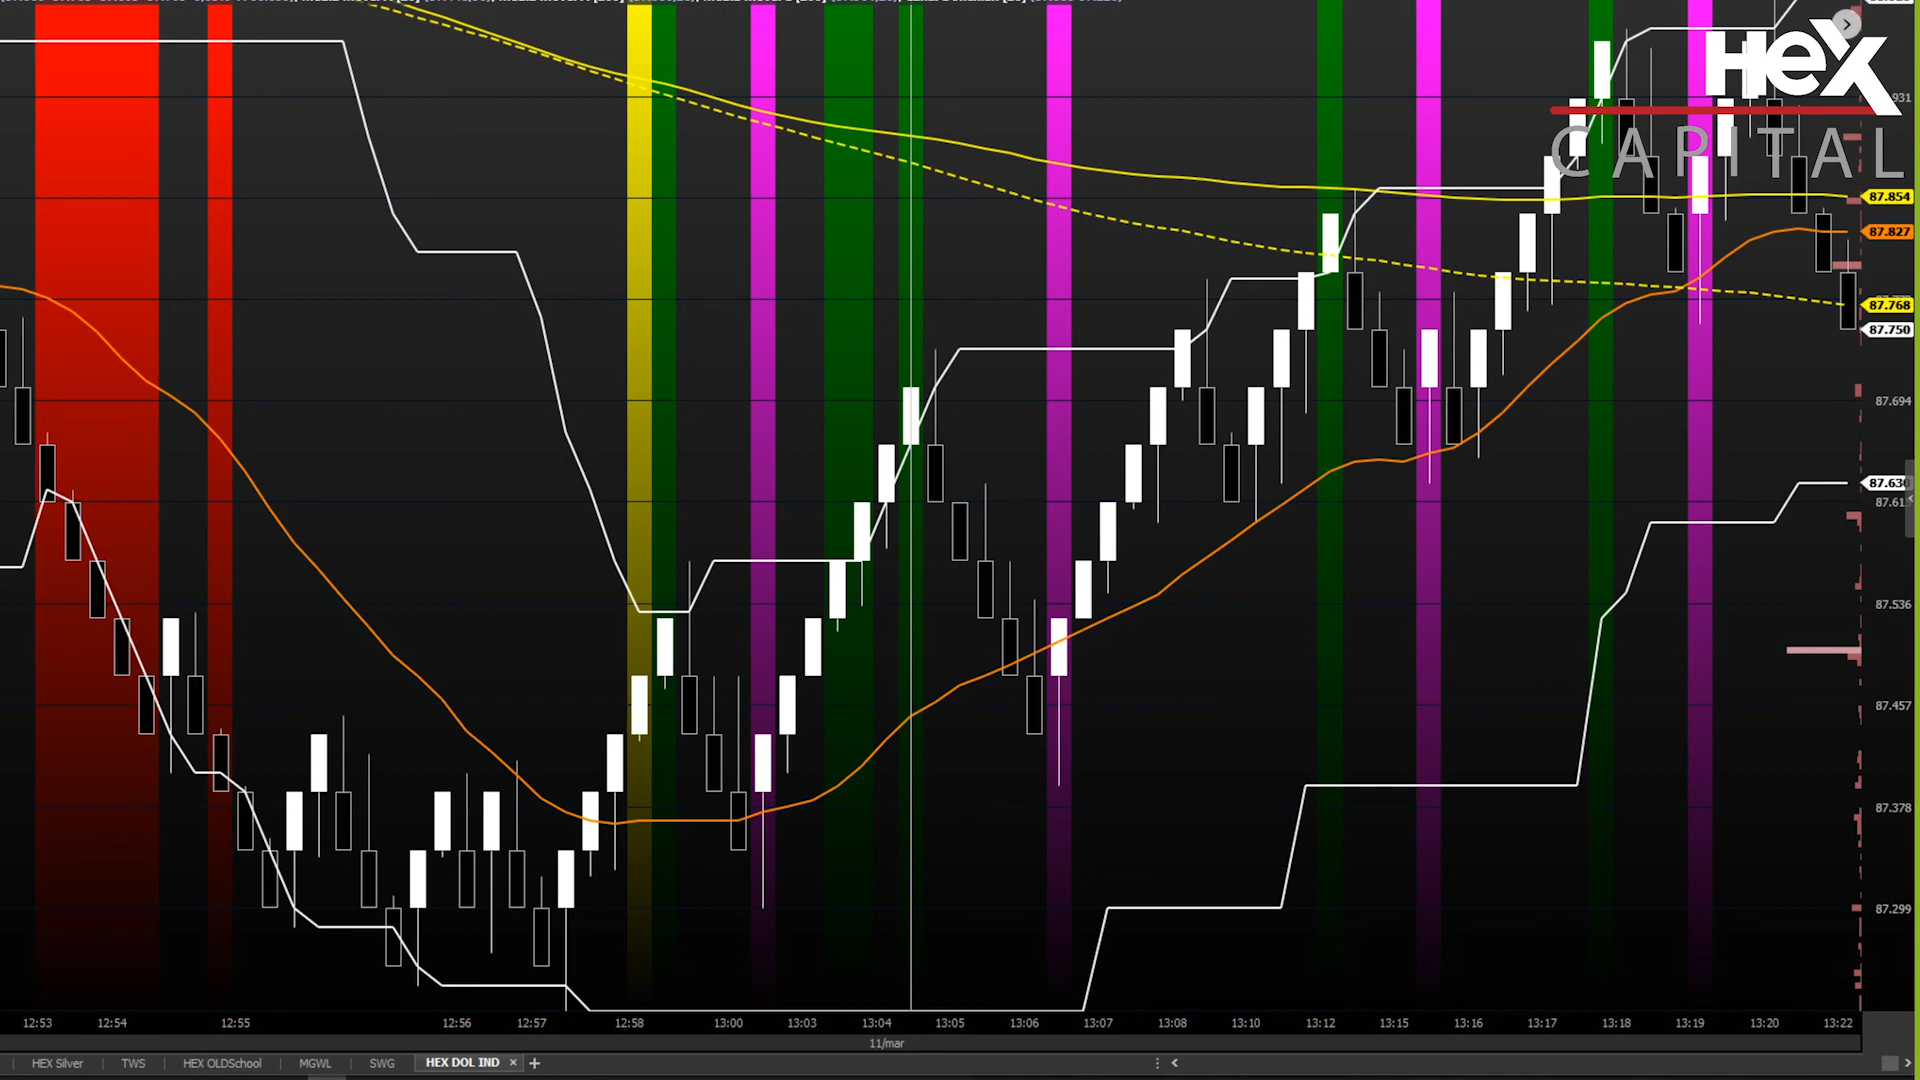 HEX
CAPITAL
931
87.854
87.827
87.768
87.750
87.694
87.630
87.536
87.457
87.378
87.299
12:53 12:54 12:55 12:56 12:57 12:58 13:00 13:03 13:04 13:05 13:06 13:07 13:08 13:10 13:12 13:15 13:16 13:17 13:18 13:19 13:20 13:22
11/mar
HEX Silver TWS HEX OLDSchool MGWL SWG HEX DOL IND × +